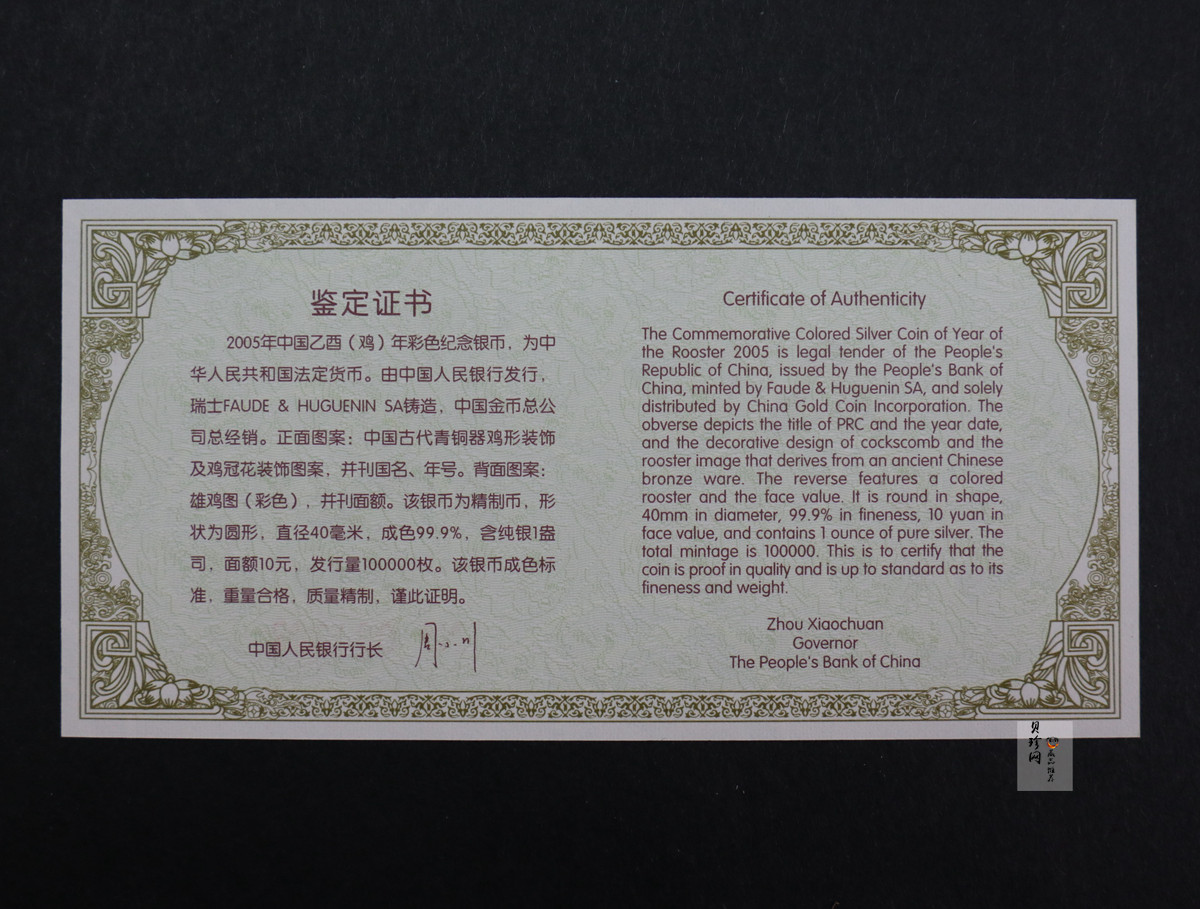 鉴定证书
2005年中国乙酉（鸡）年彩色纪念银币，为中
华人民共和国法定货币。由中国人民银行发行，
瑞士FAUDE & HUGUENIN SA铸造，中国金币总公
司总经销。正面图案：中国古代青铜器鸡形装饰
及鸡冠花装饰图案，并刊国名、年号。背面图案：
雄鸡图（彩色），并刊面额。该银币为精制币，形
状为圆形，直径40毫米，成色99.9%，含纯银1盎
司，面额10元，发行量100000枚。该银币成色标
准，重量合格，质量精制，谨此证明。
中国人民银行行长
Certificate of Authenticity
The Commemorative Colored Silver Coin of Year of
the Rooster 2005 is legal tender of the People's
Republic of China, issued by the People's Bank of
China, minted by Faude & Huguenin SA, and solely
distributed by China Gold Coin Incorporation. The
obverse depicts the title of PRC and the year date,
and the decorative design of cockscomb and the
rooster image that derives from an ancient Chinese
bronze ware. The reverse features a colored
rooster and the face value. It is round in shape,
40mm in diameter, 99.9% in fineness, 10 yuan in
face value, and contains 1 ounce of pure silver. The
total mintage is 100000. This is to certify that the
coin is proof in quality and is up to standard as to its
fineness and weight.
Zhou Xiaochuan
Governor
The People's Bank of China
贝珍网